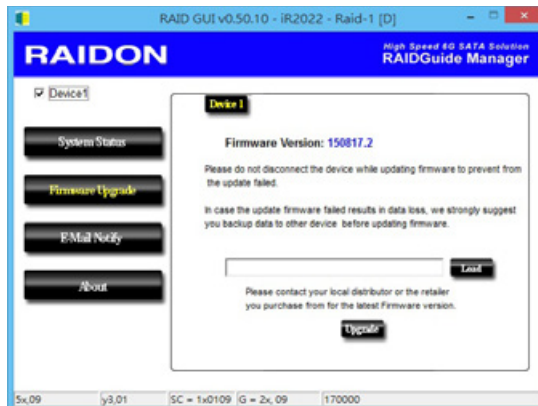 RAID GUI v0.50.10 - iR2022 - Raid-1 [D]
RAIDON
High Speed 6G SATA Solution
RAIDGuide Manager
Device1
Device 1
System Status
Firmware Version: 150817.2
Please do not disconnect the device while updating firmware to prevent from
the update failed.
Firmware Upgrade
In case the update firmware failed results in data loss, we strongly suggest
you backup data to other device before updating firmware.
E-Mail Notify
Load
About
Please contact your local distributor or the retailer
you purchase from for the latest Firmware version.
Upgrade
5x,09
y3,01
SC = 1x0109
G = 2x, 09
170000